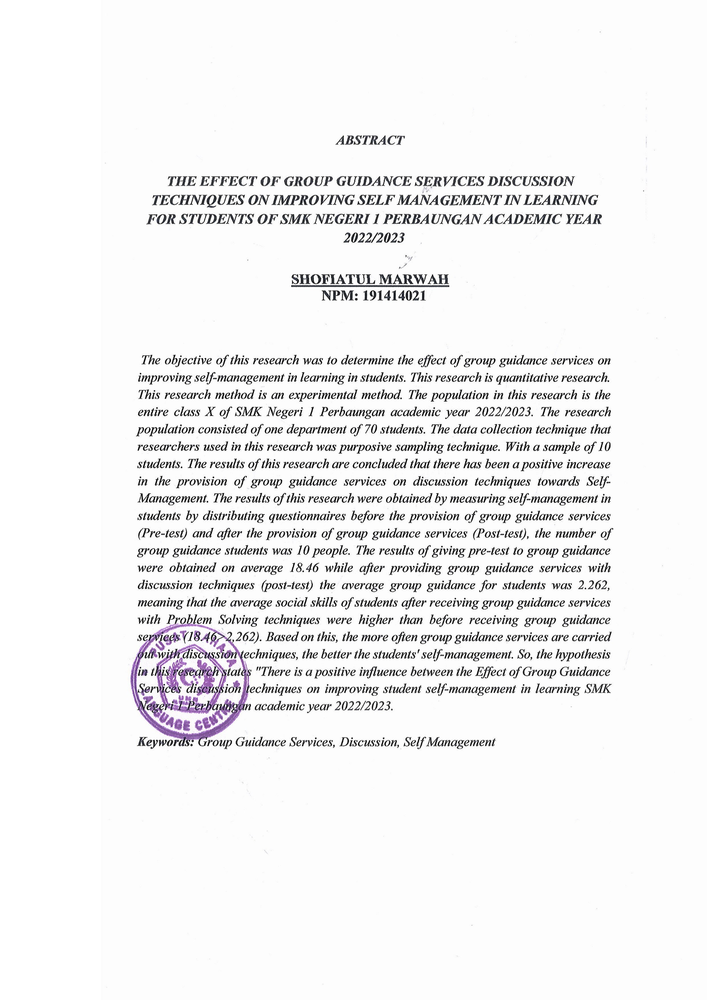 ABSTRACT
THE EFFECT OF GROUP GUIDANCE SERVICES DISCUSSION
TECHNIQUES ON IMPROVING SELF MANAGEMENT IN LEARNING
FOR STUDENTS OF SMK NEGERI 1 PERBAUNGAN ACADEMIC YEAR
2022/2023
SHOFIATUL MARWAH
NPM: 191414021
The objective of this research was to determine the effect of group guidance services on
improving self-management in learning in students. This research is quantitative research.
This research method is an experimental method. The population in this research is the
entire class X of SMK Negeri 1 Perbaungan academic year 2022/2023. The research
population consisted of one department of 70 students. The data collection technique that
researchers used in this research was purposive sampling technique. With a sample of 10
students. The results of this research are concluded that there has been a positive increase
in the provision of group guidance services on discussion techniques towards Self-
Management. The results of this research were obtained by measuring self-management in
students by distributing questionnaires before the provision of group guidance services
(Pre-test) and after the provision of group guidance services (Post-test), the number of
group guidance students was 10 people. The results of giving pre-test to group guidance
were obtained on average 18.46 while after providing group guidance services with
discussion techniques (post-test) the average group guidance for students was 2.262,
meaning that the average social skills of students after receiving group guidance services
with Problem Solving techniques were higher than before receiving group guidance
services (18.46>2,262). Based on this, the more often group guidance services are carried
out with discussion techniques, the better the students' self-management. So, the hypothesis
in this research states "There is a positive influence between the Effect of Group Guidance
Services discussion techniques on improving student self-management in learning SMK
Negeri 1 Perbaungan academic year 2022/2023.
PUSAT BAHASA
UMN
LANGUAGE CENTRE
Keywords: Group Guidance Services, Discussion, Self Management